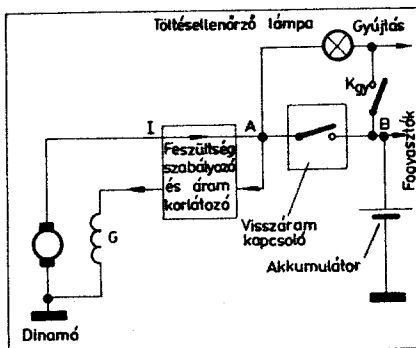 Töltésellenőrző lámpa
Gyújtás
Kgy
I
A
B
Feszültség
szabályozó
és áram
korlátozó
G
Visszáram
kapcsoló
Fogyasztók
Akkumulátor
Dinamó